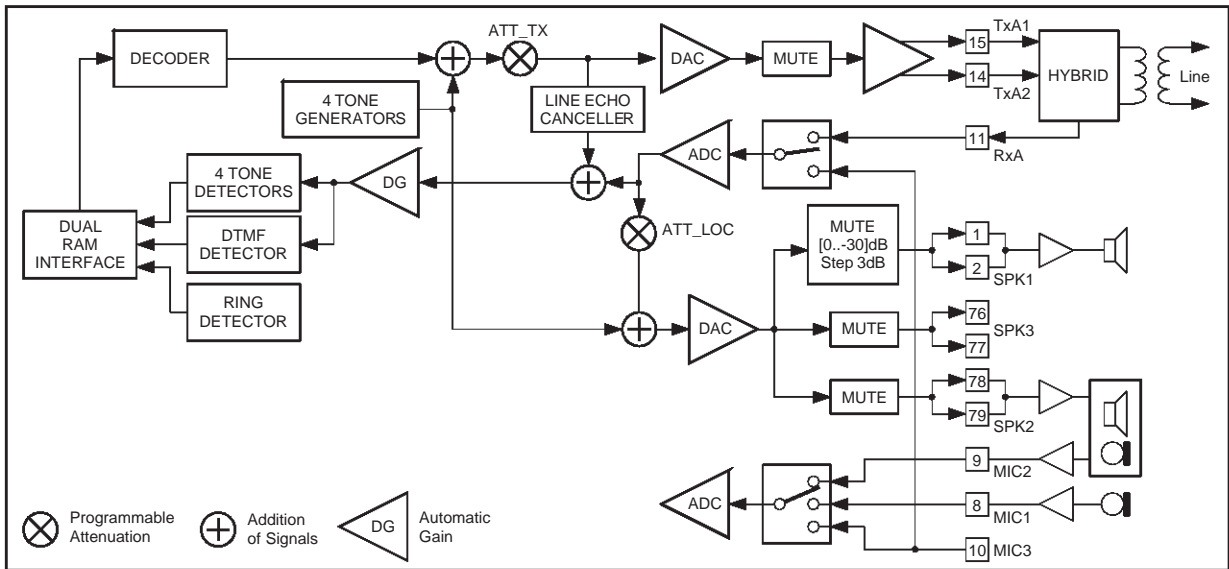 ATT_TX
TxA1
DECODER
DAC
MUTE
15
14
TxA2
HYBRID
Line
4 TONE
GENERATORS
LINE ECHO
CANCELLER
ADC
11
RxA
4 TONE
DETECTORS
DG
DUAL
RAM
INTERFACE
DTMF
DETECTOR
ATT_LOC
MUTE
[0..-30]dB
Step 3dB
1
2
SPK1
RING
DETECTOR
DAC
MUTE
76
SPK3
77
MUTE
78
79
SPK2
ADC
9
MIC2
8
MIC1
10
MIC3
Programmable
Attenuation
Addition
of Signals
DG
Automatic
Gain